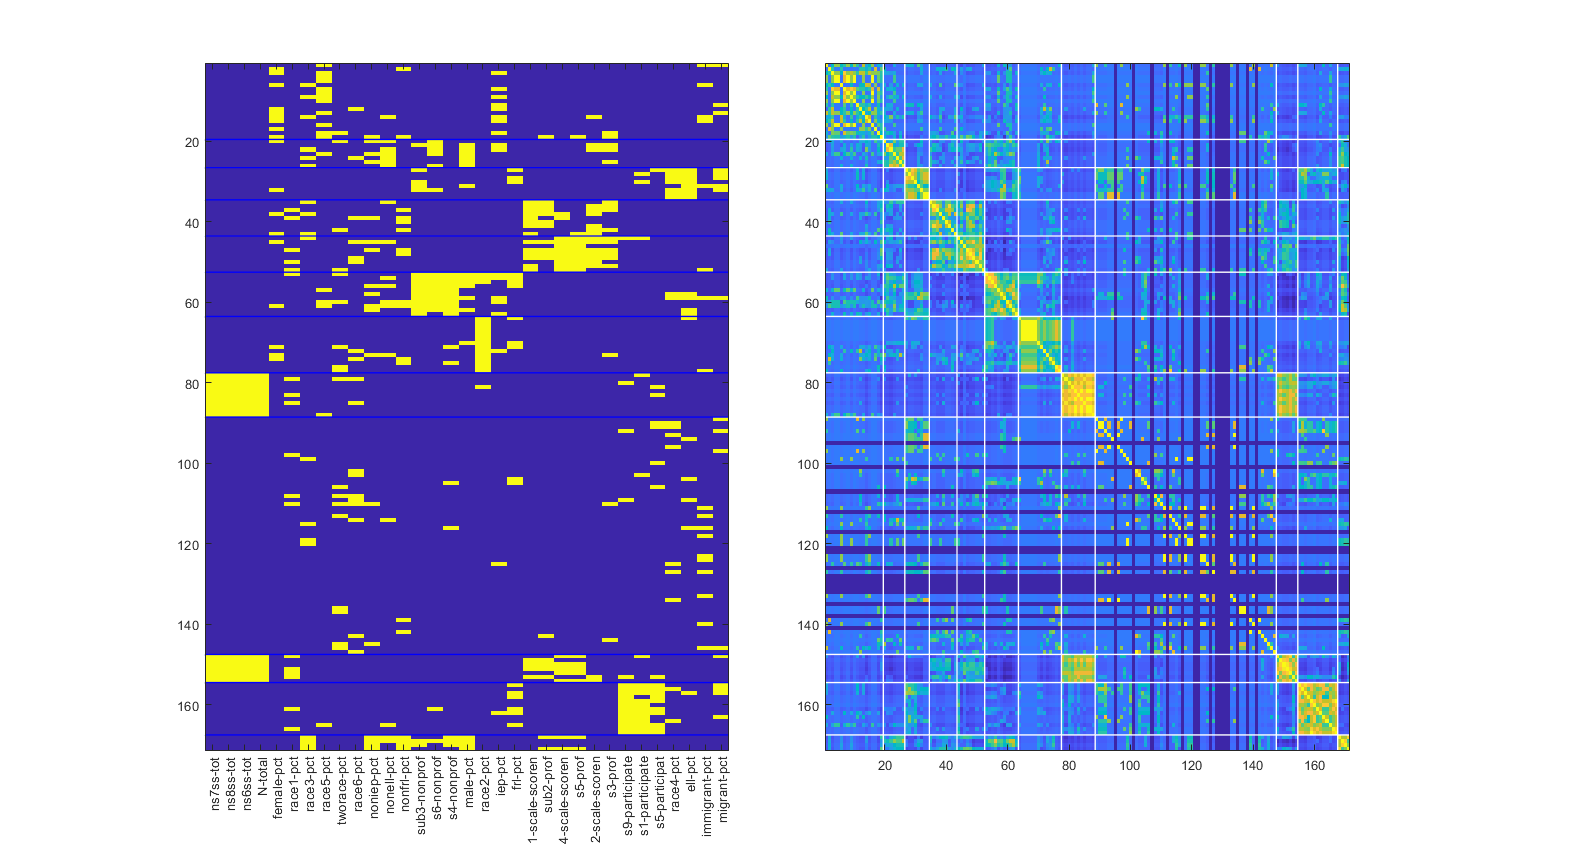 20
40
60
80
100
120
140
160
ns7ss-tot
ns8ss-tot
ns6ss-tot
N-total
female-pct
race1-pct
race3-pct
race5-pct
tworace-pct
race6-pct
noniep-pct
nonell-pct
nonfrl-pct
sub3-nonprof
s6-nonprof
s4-nonprof
male-pct
race2-pct
iep-pct
frl-pct
1-scale-scoren
sub2-prof
4-scale-scoren
s5-prof
2-scale-scoren
s3-prof
s9-participate
s1-participate
s5-participat
race4-pct
ell-pct
immigrant-pct
migrant-pct
20
40
60
80
100
120
140
160
20
40
60
80
100
120
140
160